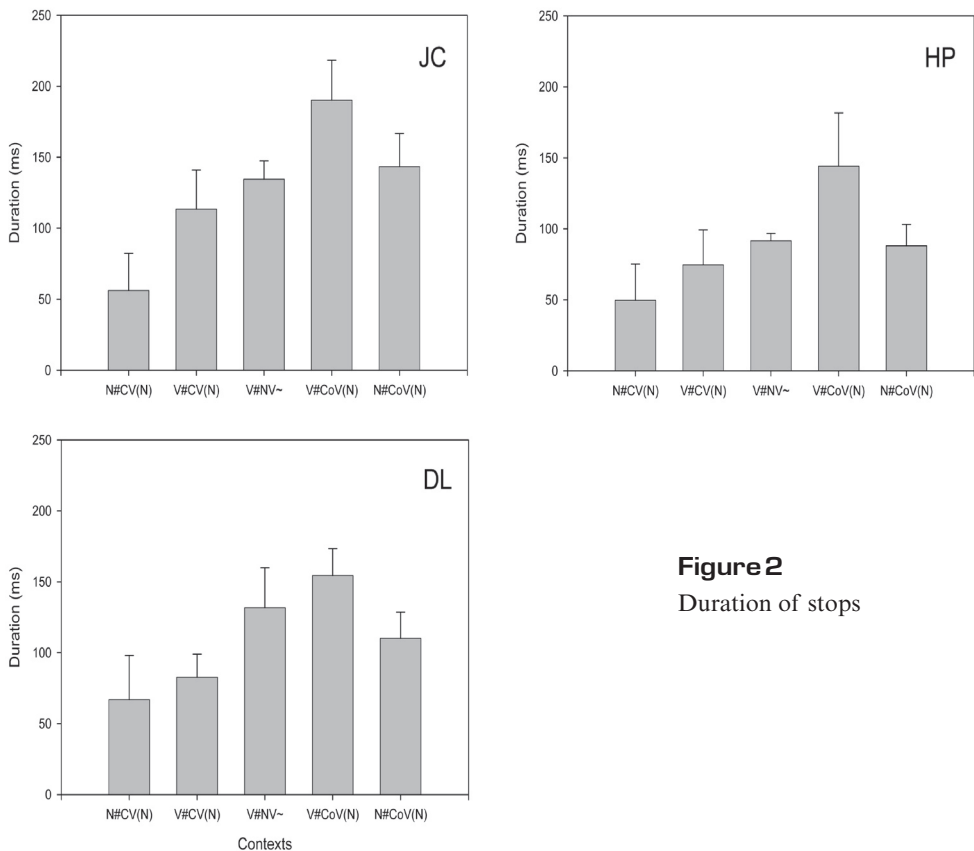 250
200
150
100
50
0
Duration (ms)
JC
N#CV(N) V#CV(N) V#NV~ V#CoV(N) N#CoV(N)
250
200
150
100
50
0
Duration (ms)
HP
N#CV(N) V#CV(N) V#NV~ V#CoV(N) N#CoV(N)
250
200
150
100
50
0
Duration (ms)
DL
N#CV(N) V#CV(N) V#NV~ V#CoV(N) N#CoV(N)
Contexts
Figure 2
Duration of stops